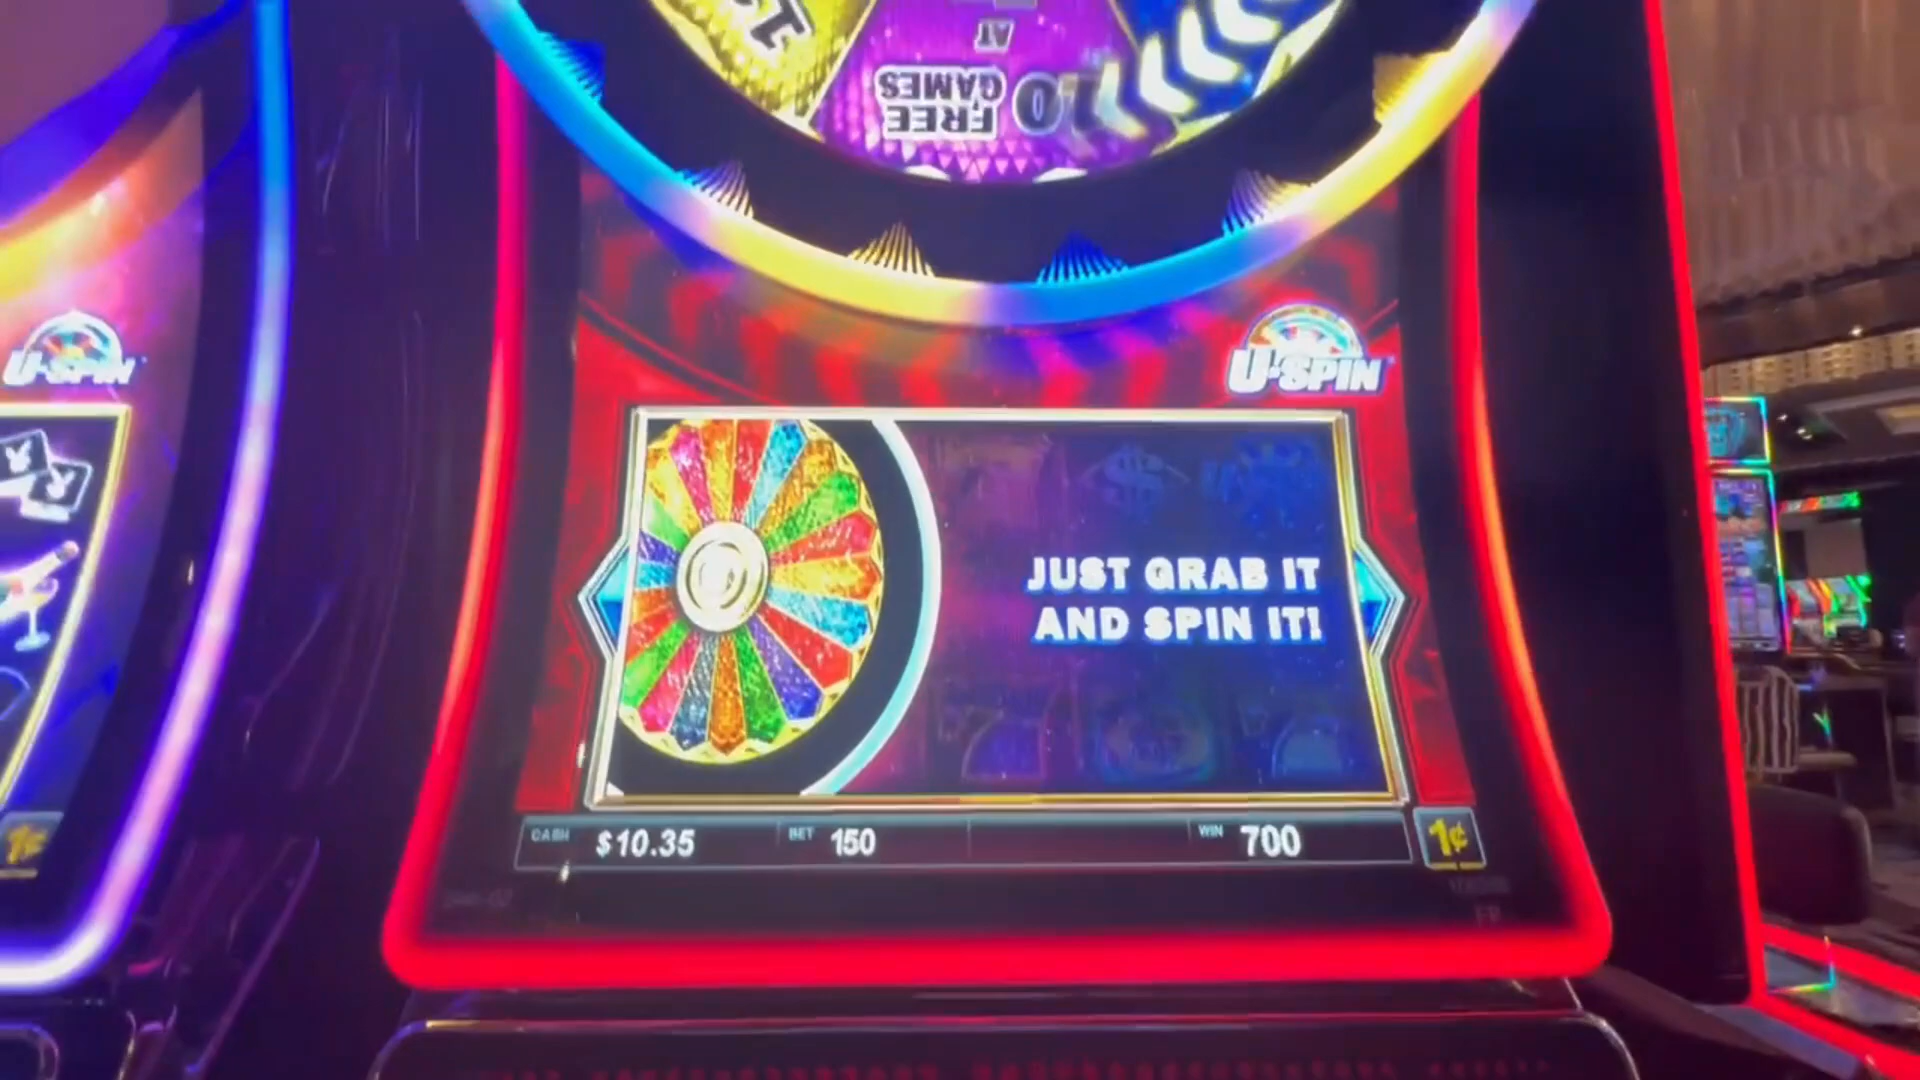 AT
10 FREE
GAMES
U-SPIN
U-SPIN
JUST GRAB IT
AND SPIN IT!
CASH $10.35 BET 150 WIN 700 1¢
1¢